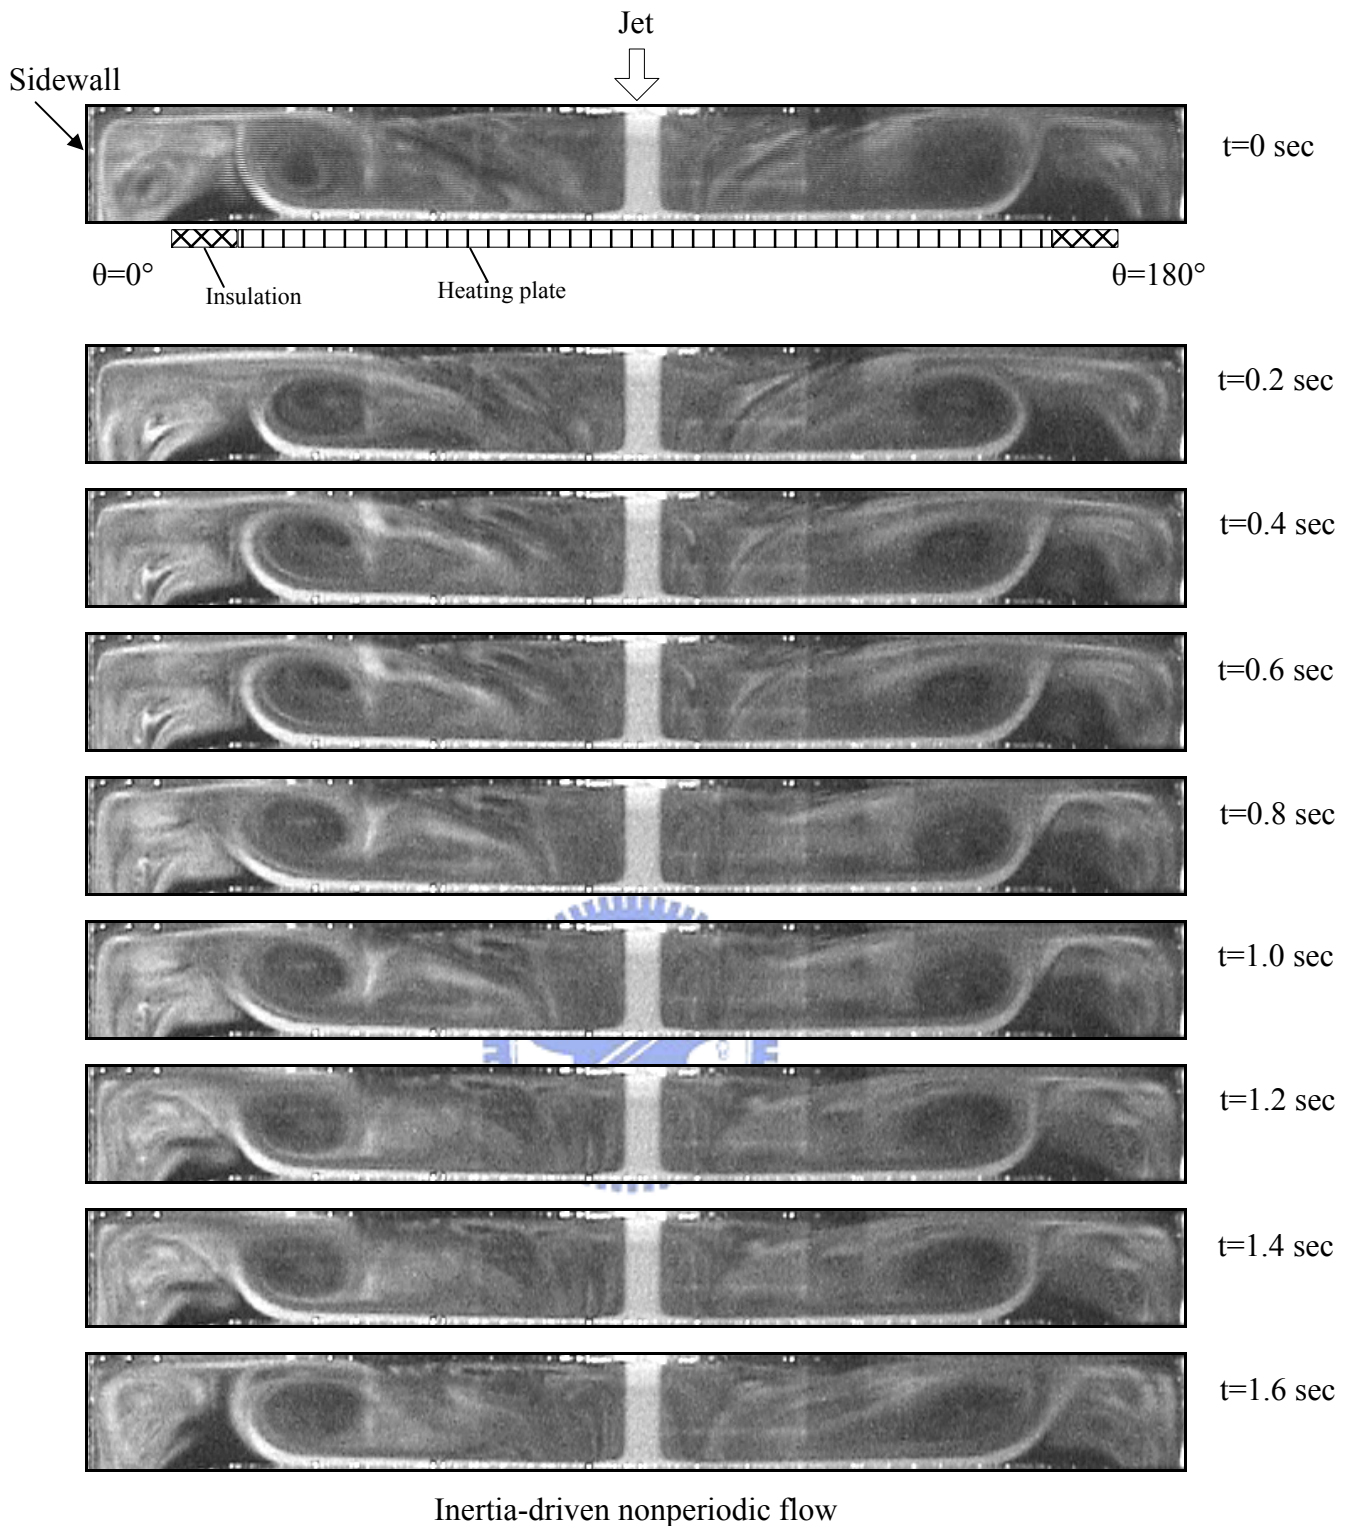 Jet
Sidewall
t=0 sec
θ=0°
θ=180°
Insulation
Heating plate
t=0.2 sec
t=0.4 sec
t=0.6 sec
t=0.8 sec
t=1.0 sec
t=1.2 sec
t=1.4 sec
t=1.6 sec
Inertia-driven nonperiodic flow